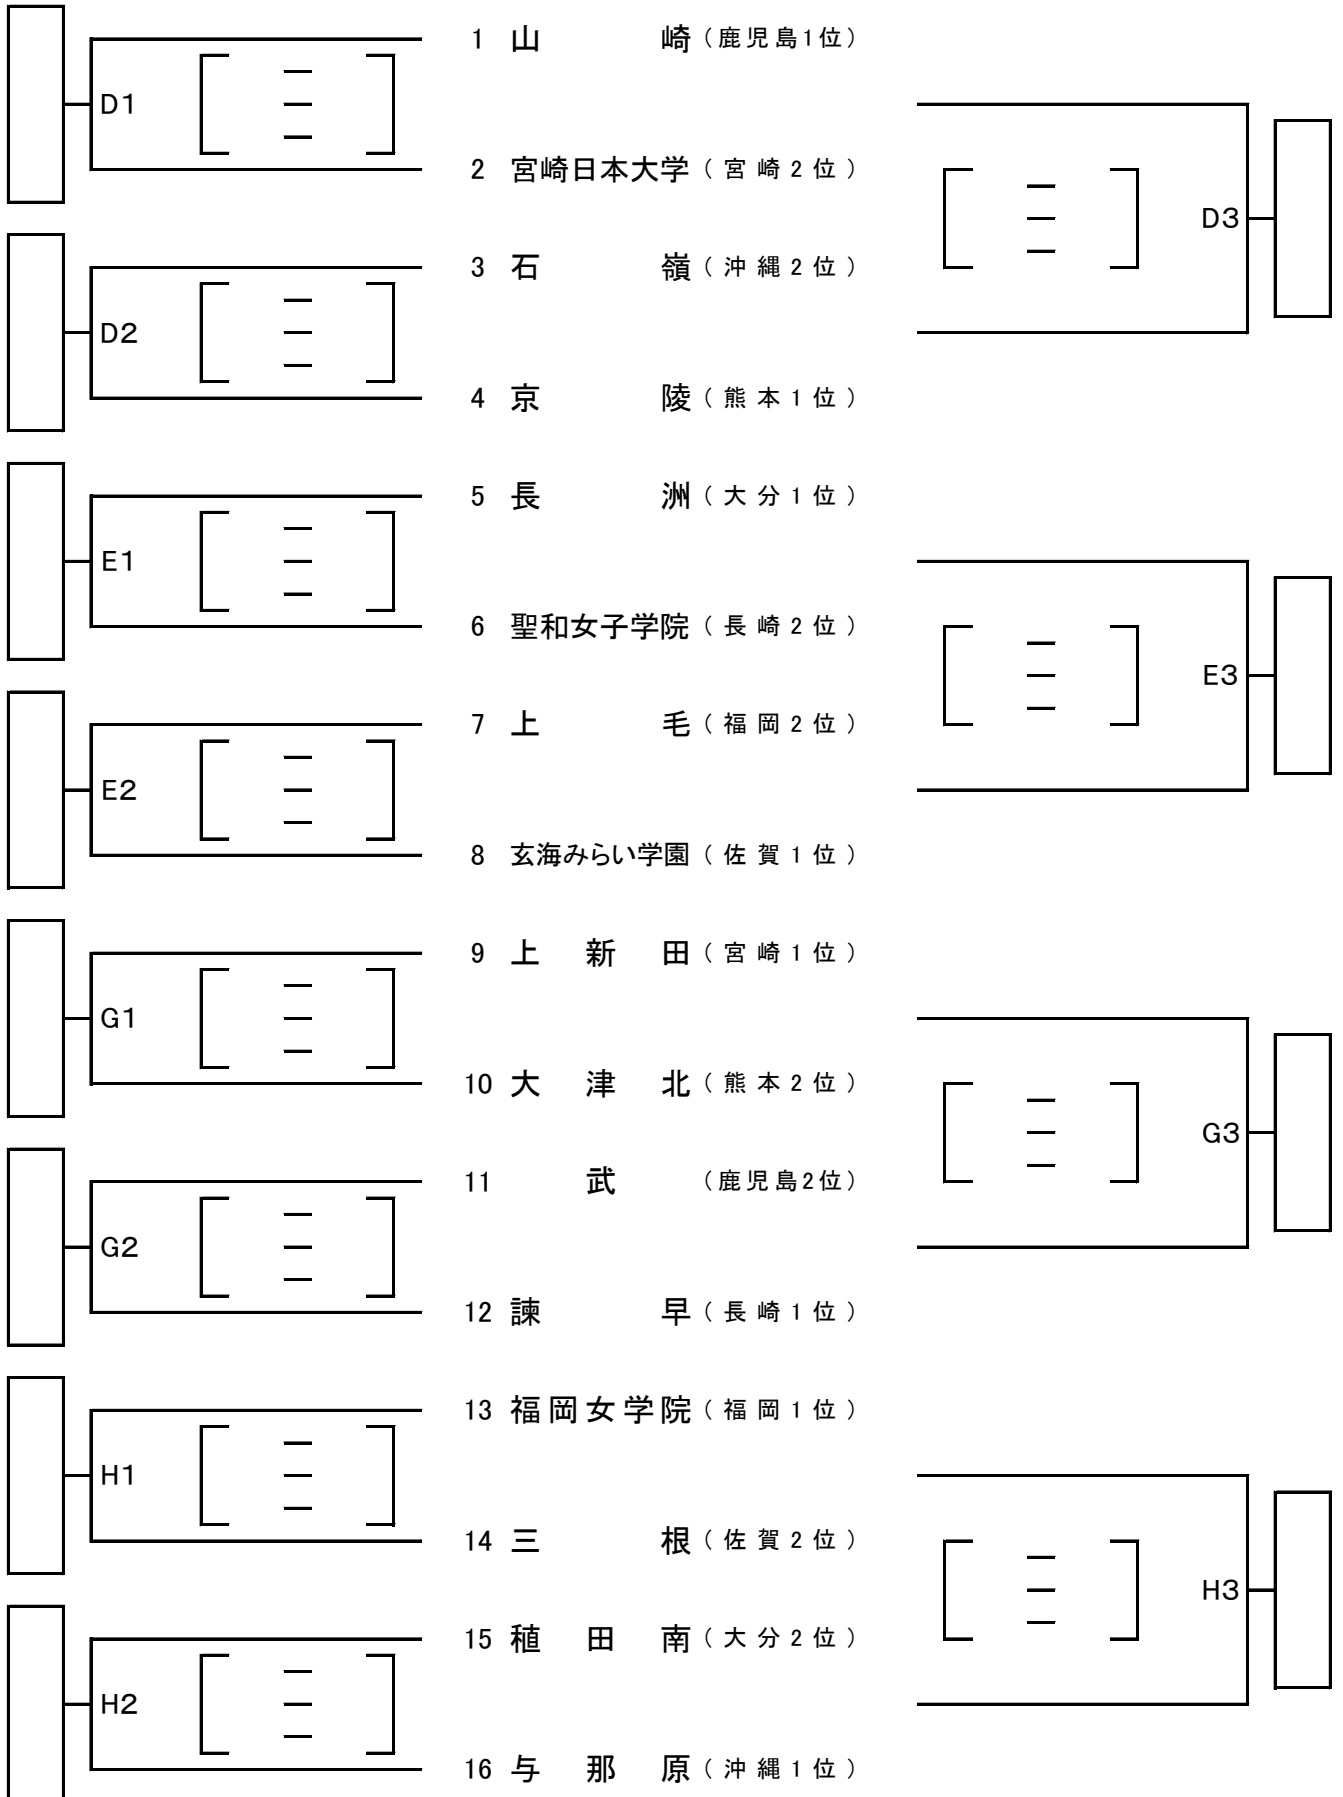 1 山崎（鹿児島1位）
D1
2 宮崎日本大学（宮崎2位）
D3
3 石嶺（沖縄2位）
D2
4 京陵（熊本1位）
5 長洲（大分1位）
E1
6 聖和女子学院（長崎2位）
E3
7 上毛（福岡2位）
E2
8 玄海みらい学園（佐賀1位）
9 上新田（宮崎1位）
G1
10 大津北（熊本2位）
G3
11 武（鹿児島2位）
G2
12 諫早（長崎1位）
13 福岡女学院（福岡1位）
H1
14 三根（佐賀2位）
H3
15 稙田南（大分2位）
H2
16 与那原（沖縄1位）